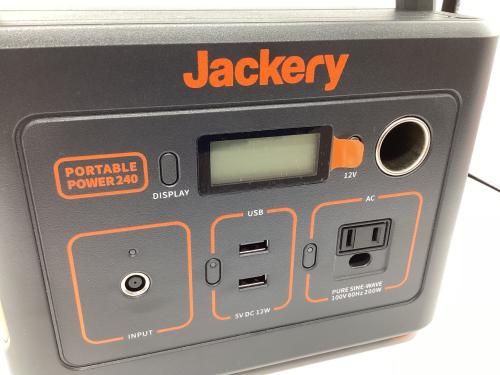 Jackery
PORTABLE
POWER 240
DISPLAY
12V
USB
AC
INPUT
5V DC 12W
PURE SINE-WAVE
100V 60Hz 200W